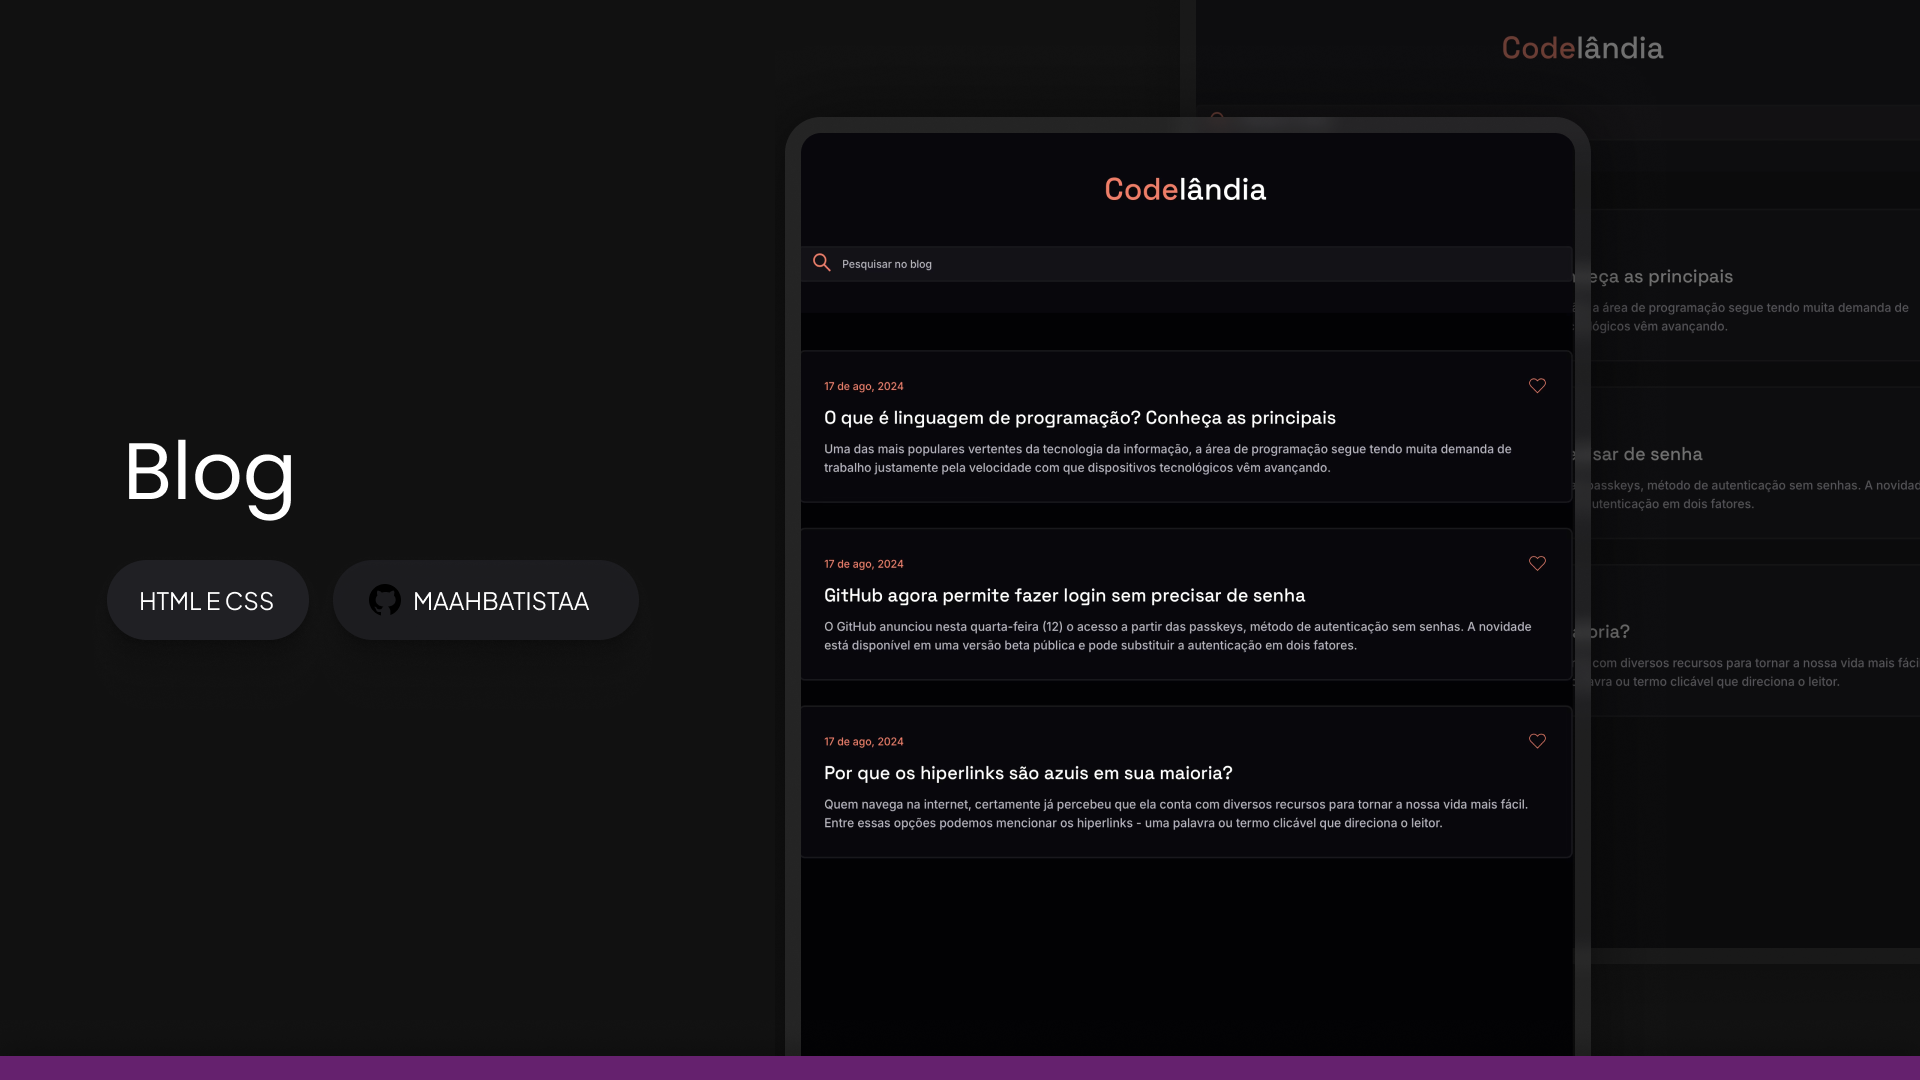 Blog
HTML E CSS
MAAHBATISTAA
Codelândia
Pesquisar no blog
17 de ago, 2024
O que é linguagem de programação? Conheça as principais
Uma das mais populares vertentes da tecnologia da informação, a área de programação segue tendo muita demanda de
trabalho justamente pela velocidade com que dispositivos tecnológicos vêm avançando.
17 de ago, 2024
GitHub agora permite fazer login sem precisar de senha
O GitHub anunciou nesta quarta-feira (12) o acesso a partir das passkeys, método de autenticação sem senhas. A novidade
está disponível em uma versão beta pública e pode substituir a autenticação em dois fatores.
17 de ago, 2024
Por que os hiperlinks são azuis em sua maioria?
Quem navega na internet, certamente já percebeu que ela conta com diversos recursos para tornar a nossa vida mais fácil.
Entre essas opções podemos mencionar os hiperlinks - uma palavra ou termo clicável que direciona o leitor.
Codelândia
as principais
a área de programação segue tendo muita demanda de
vêm avançando.
de senha
passkeys, método de autenticação sem senhas. A
em dois fatores.
com diversos recursos para tornar a nossa vida mais
ou termo clicável que direciona o leitor.